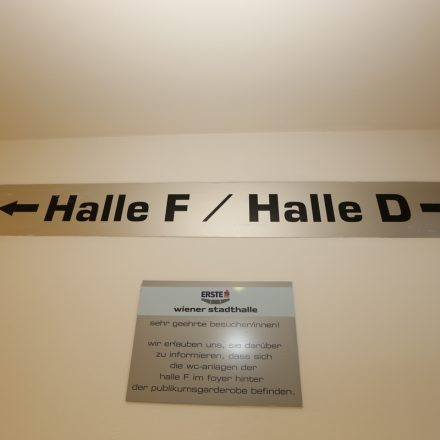 Halle F / Halle D
ERSTE
wiener stadthalle
sehr geehrte besucher/innen!
wir erlauben uns, sie darüber
zu informieren, dass sich
die wc-anlagen der
halle F im foyer hinter
der publikumsgarderobe befinden.